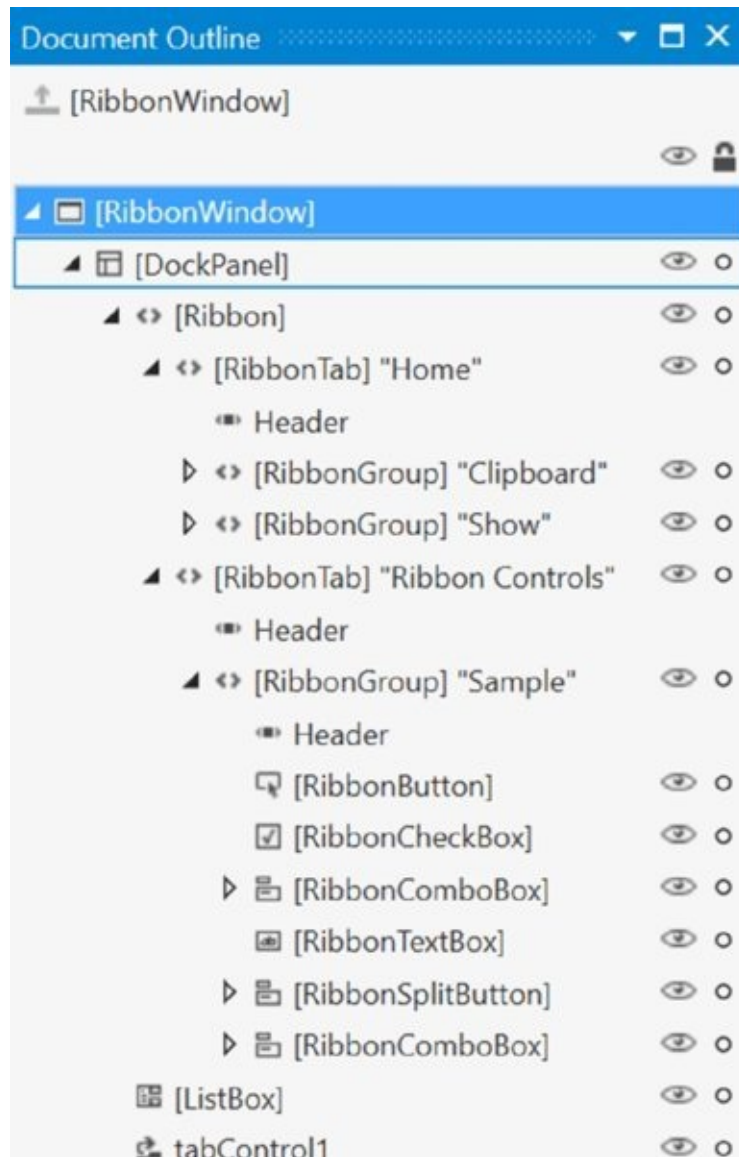 Document Outline
[RibbonWindow]
[RibbonWindow]
[DockPanel]
[Ribbon]
[RibbonTab] "Home"
Header
[RibbonGroup] "Clipboard"
[RibbonGroup] "Show"
[RibbonTab] "Ribbon Controls"
Header
[RibbonGroup] "Sample"
Header
[RibbonButton]
[RibbonCheckBox]
[RibbonComboBox]
[RibbonTextBox]
[RibbonSplitButton]
[RibbonComboBox]
[ListBox]
tabControl1